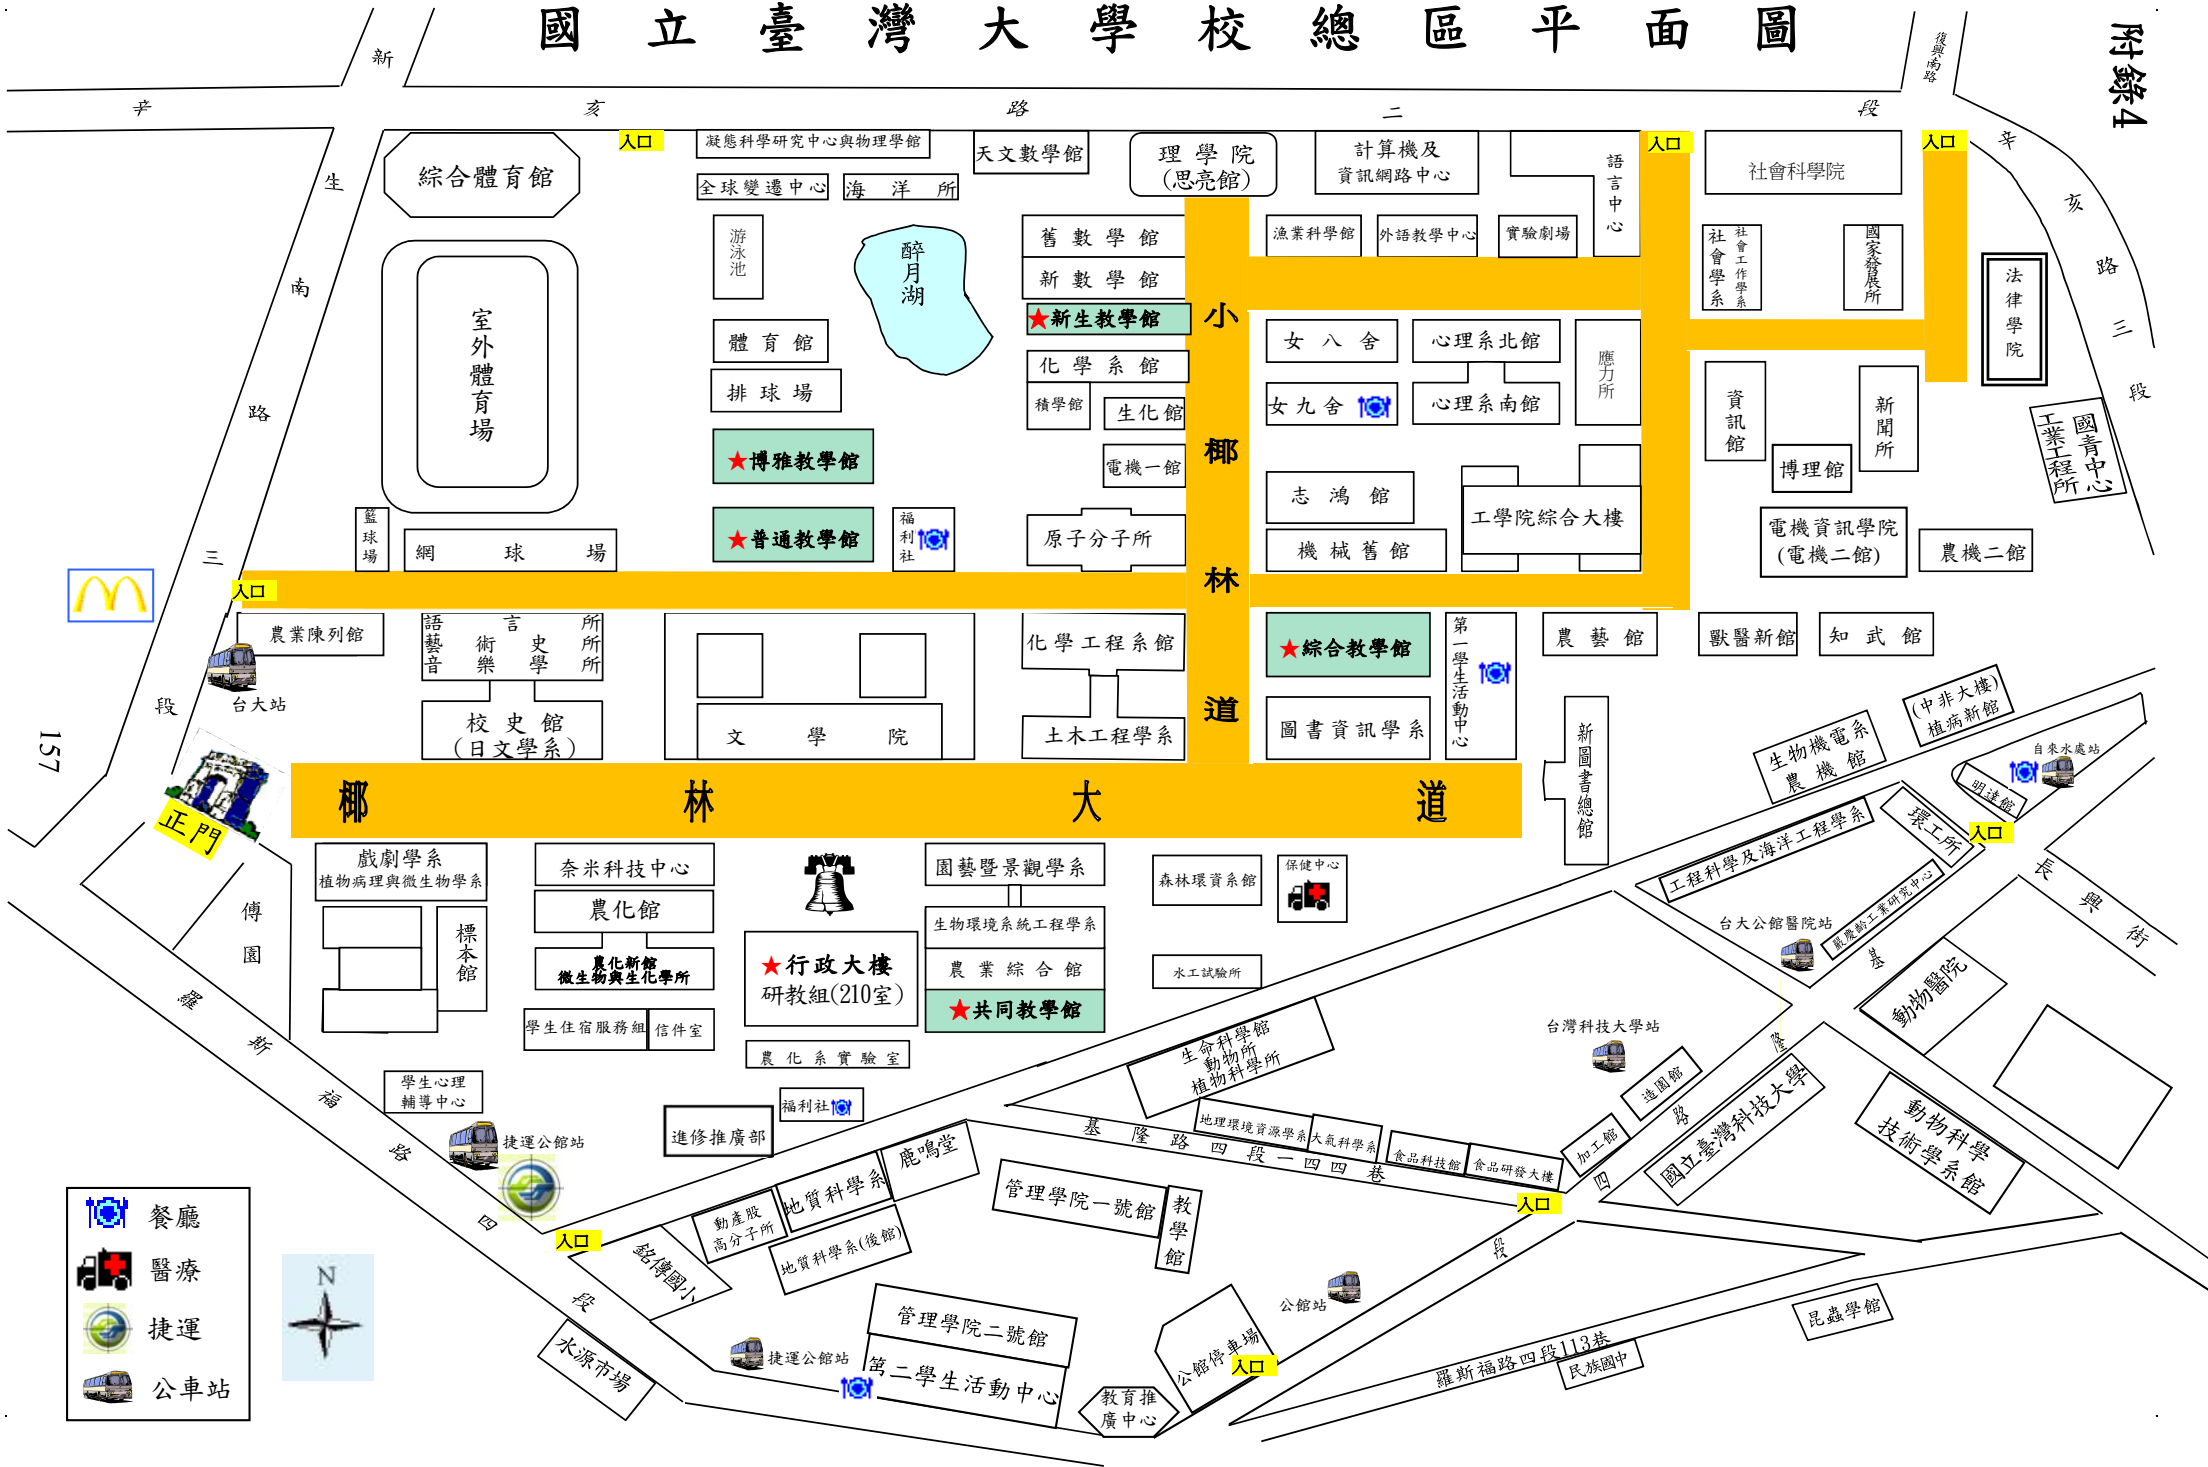 國立臺灣大學校總區平面圖
附錄4
157
新生南路三段
辛亥路二段
復興南路
辛亥路三段
入口
入口
入口
綜合體育館
凝態科學研究中心與物理學館
天文數學館
理學院
(思亮館)
計算機及
資訊網路中心
語言中心
社會科學院
全球變遷中心
海洋所
游泳池
醉月湖
舊數學館
新數學館
★新生教學館
漁業科學館
外語教學中心
實驗劇場
社會學系
社會工作學系
國家發展所
法律學院
室外體育場
體育館
排球場
化學系館
積學館
生化館
女八舍
心理系北館
應力所
女九舍
心理系南館
資訊館
新聞所
博理館
國青中心
工業工程所
★博雅教學館
電機一館
志鴻館
工學院綜合大樓
籃球場
網球場
★普通教學館
福利社
原子分子所
機械舊館
電機資訊學院
(電機二館)
農機二館
小椰林道
入口
農業陳列館
台大站
語言所
藝術史所
音樂學所
校史館
(日文學系)
文學院
化學工程系館
土木工程學系
★綜合教學館
圖書資訊學系
第一學生活動中心
農藝館
獸醫新館
知武館
新圖書總館
生物機電系
農機館
(中非大樓)
植病新館
自來水處站
明達館
入口
正門
椰林大道
傅園
戲劇學系
植物病理與微生物學系
標本館
奈米科技中心
農化館
農化新館
微生物與生化學所
學生住宿服務組
信件室
★行政大樓
研教組(210室)
農化系實驗室
園藝暨景觀學系
生物環境系統工程學系
農業綜合館
★共同教學館
森林環資系館
保健中心
水工試驗所
工程科學及海洋工程學系
環工所
嚴慶齡工業研究中心
台大公館醫院站
長興街
動物醫院
台灣科技大學站
造園館
加工館
國立臺灣科技大學
動物科學
技術學系館
基隆路四段
生命科學館
動物所
植物科學所
地理環境資源學系
大氣科學系
食品科技館
食品研發大樓
基隆路四段一四四巷
入口
羅斯福路四段
學生心理
輔導中心
捷運公館站
福利社
進修推廣部
入口
銘傳國小
動產股
高分子所
地質科學系
地質科學系(後館)
鹿鳴堂
管理學院一號館
教學館
管理學院二號館
第二學生活動中心
捷運公館站
水源市場
教育推
廣中心
公館停車場
入口
公館站
羅斯福路四段113巷
民族國中
昆蟲學館
餐廳
醫療
捷運
公車站
N